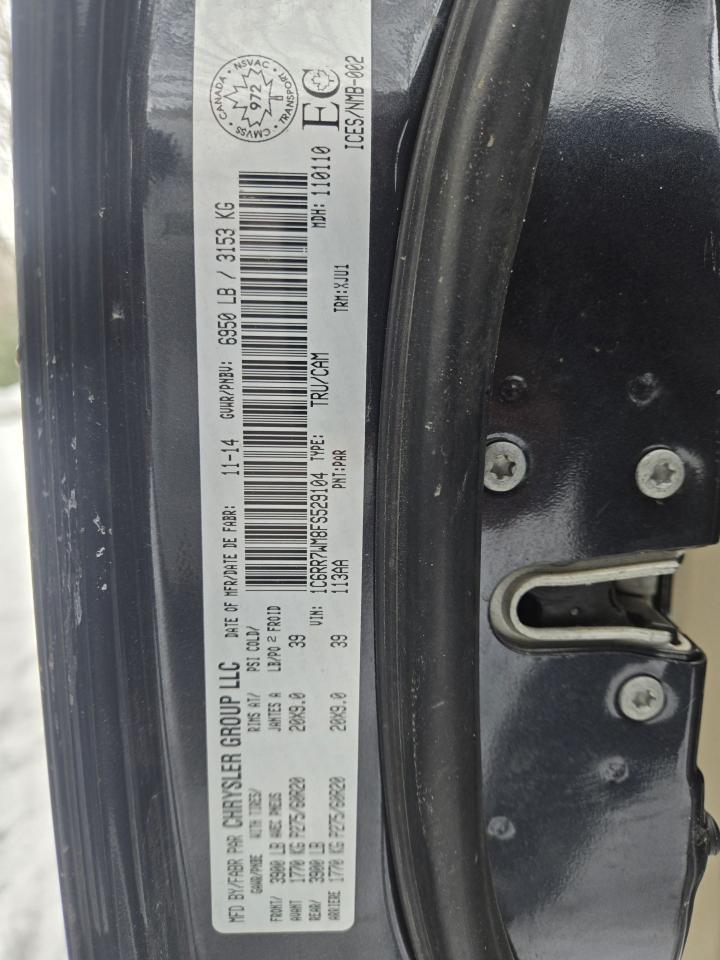 MFD BY/FABR PAR CHRYSLER GROUP LLC DATE OF MFR/DATE DE FABR: 11-14 GVWR/PNBV: 6950 LB / 3153 KG
GAWR/PNBE WITH TIRES/ RIMS AT/ PSI COLD/
FRONT/ 3900 LB AVEC PNEUS JANTES A LB/PO2 FROID
AVANT 1770 KG P275/60R20 20X9.0 39
REAR/ 3900 LB
ARRIERE 1770 KG P275/60R20 20X9.0 39
VIN: 1C6RR7WM8FS529104 TYPE: TRU/CAM MDH: 110110
113AA PNT:PAR TRM:XJU1
CANADA · NSVAC · TRANSPORT · CMVSS ·
972
EC
ICES/NMB-002